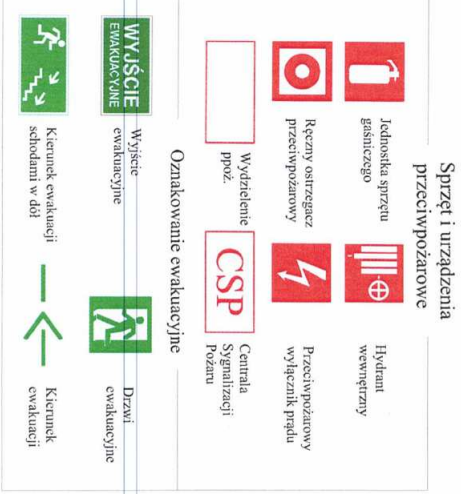 Sprzęt i urządzenia
przeciwpożarowe
Jednostka sprzętu
gaśniczego
Hydrant
wewnętrzny
Ręczny ostrzegacz
przeciwpożarowy
Przeciwpożarowy
wyłącznik prądu
Wydzielenie
ppoż.
CSP
Centrala
Sygnalizacji
Pożaru
Oznakowanie ewakuacyjne
WYJŚCIE
EWAKUACYJNE
Wyjście
ewakuacyjne
Drzwi
ewakuacyjne
Kierunek ewakuacji
schodami w dół
Kierunek
ewakuacji